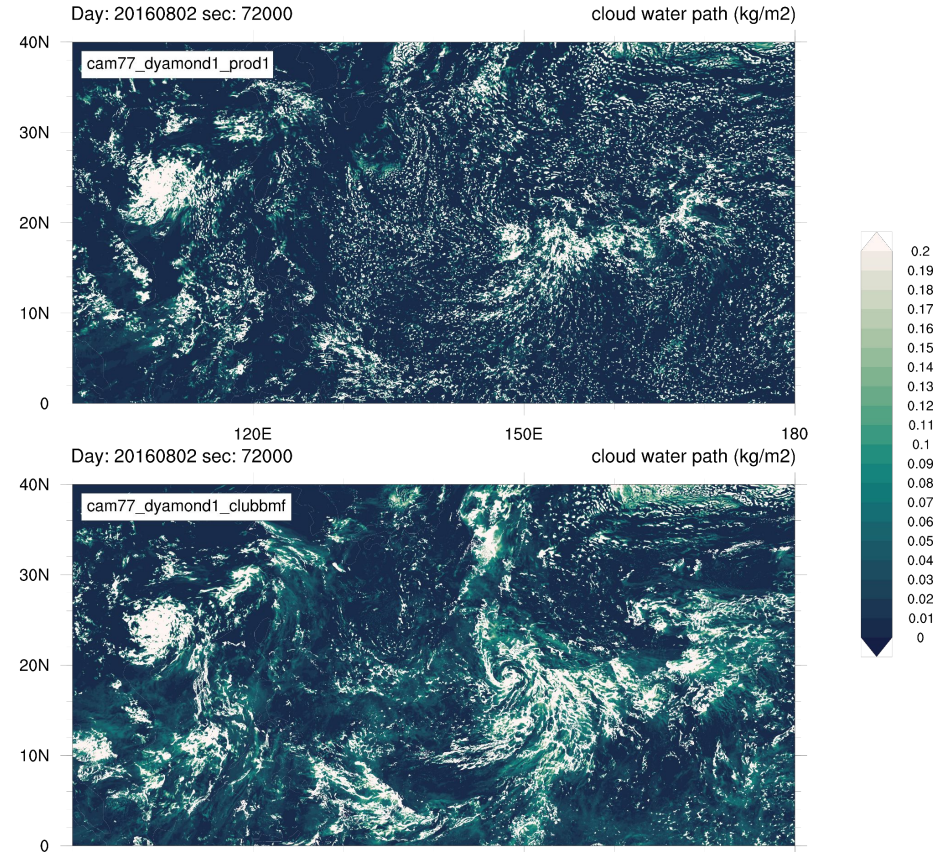 Day: 20160802 sec: 72000 cloud water path (kg/m2)
40N
cam77_dyamond1_prod1
30N
20N
10N
0
120E 150E 180
Day: 20160802 sec: 72000 cloud water path (kg/m2)
40N
cam77_dyamond1_clubbmf
30N
20N
10N
0
0.2
0.19
0.18
0.17
0.16
0.15
0.14
0.13
0.12
0.11
0.1
0.09
0.08
0.07
0.06
0.05
0.04
0.03
0.02
0.01
0